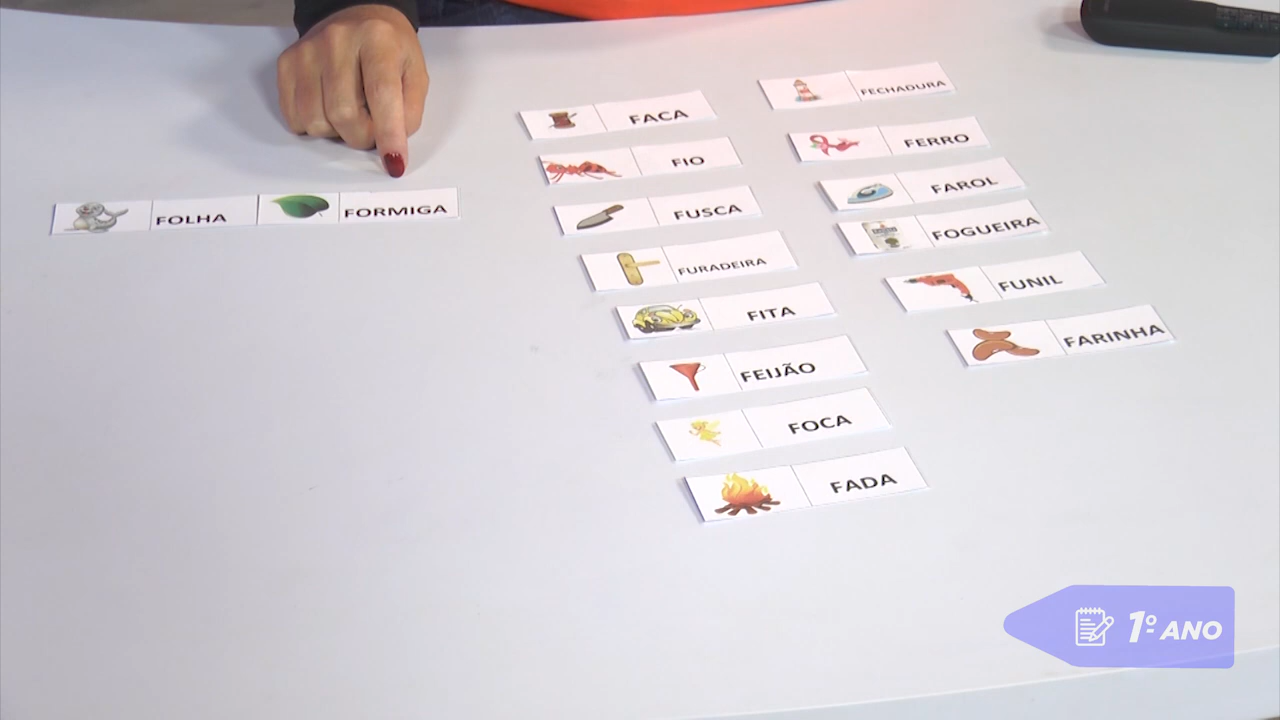 FOLHA
FORMIGA
FACA
FIO
FUSCA
FURADEIRA
FITA
FEIJÃO
FOCA
FADA
FECHADURA
FERRO
FAROL
FOGUEIRA
FUNIL
FARINHA
1º ANO